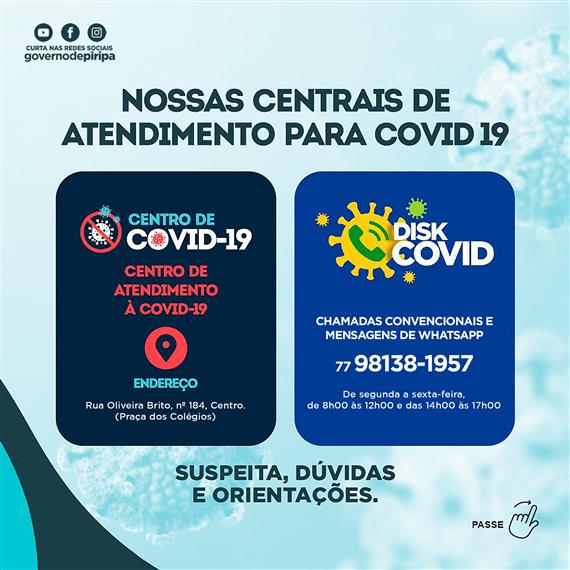 CURTA NAS REDES SOCIAIS
governodepiripa
NOSSAS CENTRAIS DE
ATENDIMENTO PARA COVID 19
CENTRO DE
COVID-19
CENTRO DE
ATENDIMENTO
À COVID-19
ENDEREÇO
Rua Oliveira Brito, nº 184, Centro.
(Praça dos Colégios)
DISK
COVID
CHAMADAS CONVENCIONAIS E
MENSAGENS DE WHATSAPP
77 98138-1957
De segunda a sexta-feira,
de 8h00 às 12h00 e das 14h00 às 17h00
SUSPEITA, DÚVIDAS
E ORIENTAÇÕES.
PASSE